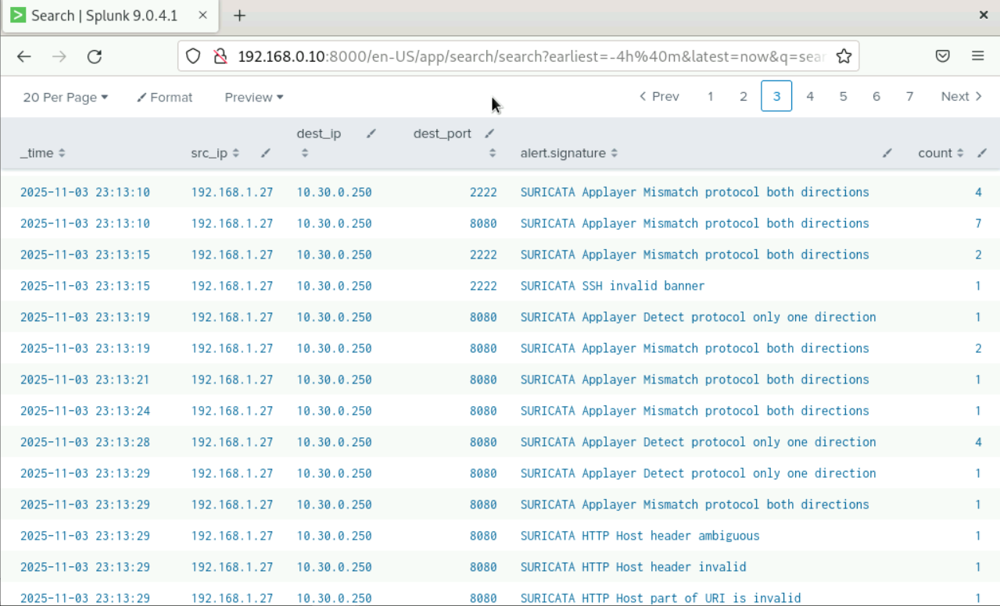 Search | Splunk 9.0.4.1
192.168.0.10:8000/en-US/app/search/search?earliest=-4h%40m&latest=now&q=sear
20 Per Page Format Preview Prev 1 2 3 4 5 6 7 Next
_time src_ip dest_ip dest_port alert.signature count
2025-11-03 23:13:10 192.168.1.27 10.30.0.250 2222 SURICATA Applayer Mismatch protocol both directions 4
2025-11-03 23:13:10 192.168.1.27 10.30.0.250 8080 SURICATA Applayer Mismatch protocol both directions 7
2025-11-03 23:13:15 192.168.1.27 10.30.0.250 2222 SURICATA Applayer Mismatch protocol both directions 2
2025-11-03 23:13:15 192.168.1.27 10.30.0.250 2222 SURICATA SSH invalid banner 1
2025-11-03 23:13:19 192.168.1.27 10.30.0.250 8080 SURICATA Applayer Detect protocol only one direction 1
2025-11-03 23:13:19 192.168.1.27 10.30.0.250 8080 SURICATA Applayer Mismatch protocol both directions 2
2025-11-03 23:13:21 192.168.1.27 10.30.0.250 8080 SURICATA Applayer Mismatch protocol both directions 1
2025-11-03 23:13:24 192.168.1.27 10.30.0.250 8080 SURICATA Applayer Mismatch protocol both directions 1
2025-11-03 23:13:28 192.168.1.27 10.30.0.250 8080 SURICATA Applayer Detect protocol only one direction 4
2025-11-03 23:13:29 192.168.1.27 10.30.0.250 8080 SURICATA Applayer Detect protocol only one direction 1
2025-11-03 23:13:29 192.168.1.27 10.30.0.250 8080 SURICATA Applayer Mismatch protocol both directions 1
2025-11-03 23:13:29 192.168.1.27 10.30.0.250 8080 SURICATA HTTP Host header ambiguous 1
2025-11-03 23:13:29 192.168.1.27 10.30.0.250 8080 SURICATA HTTP Host header invalid 1
2025-11-03 23:13:29 192.168.1.27 10.30.0.250 8080 SURICATA HTTP Host part of URI is invalid 1